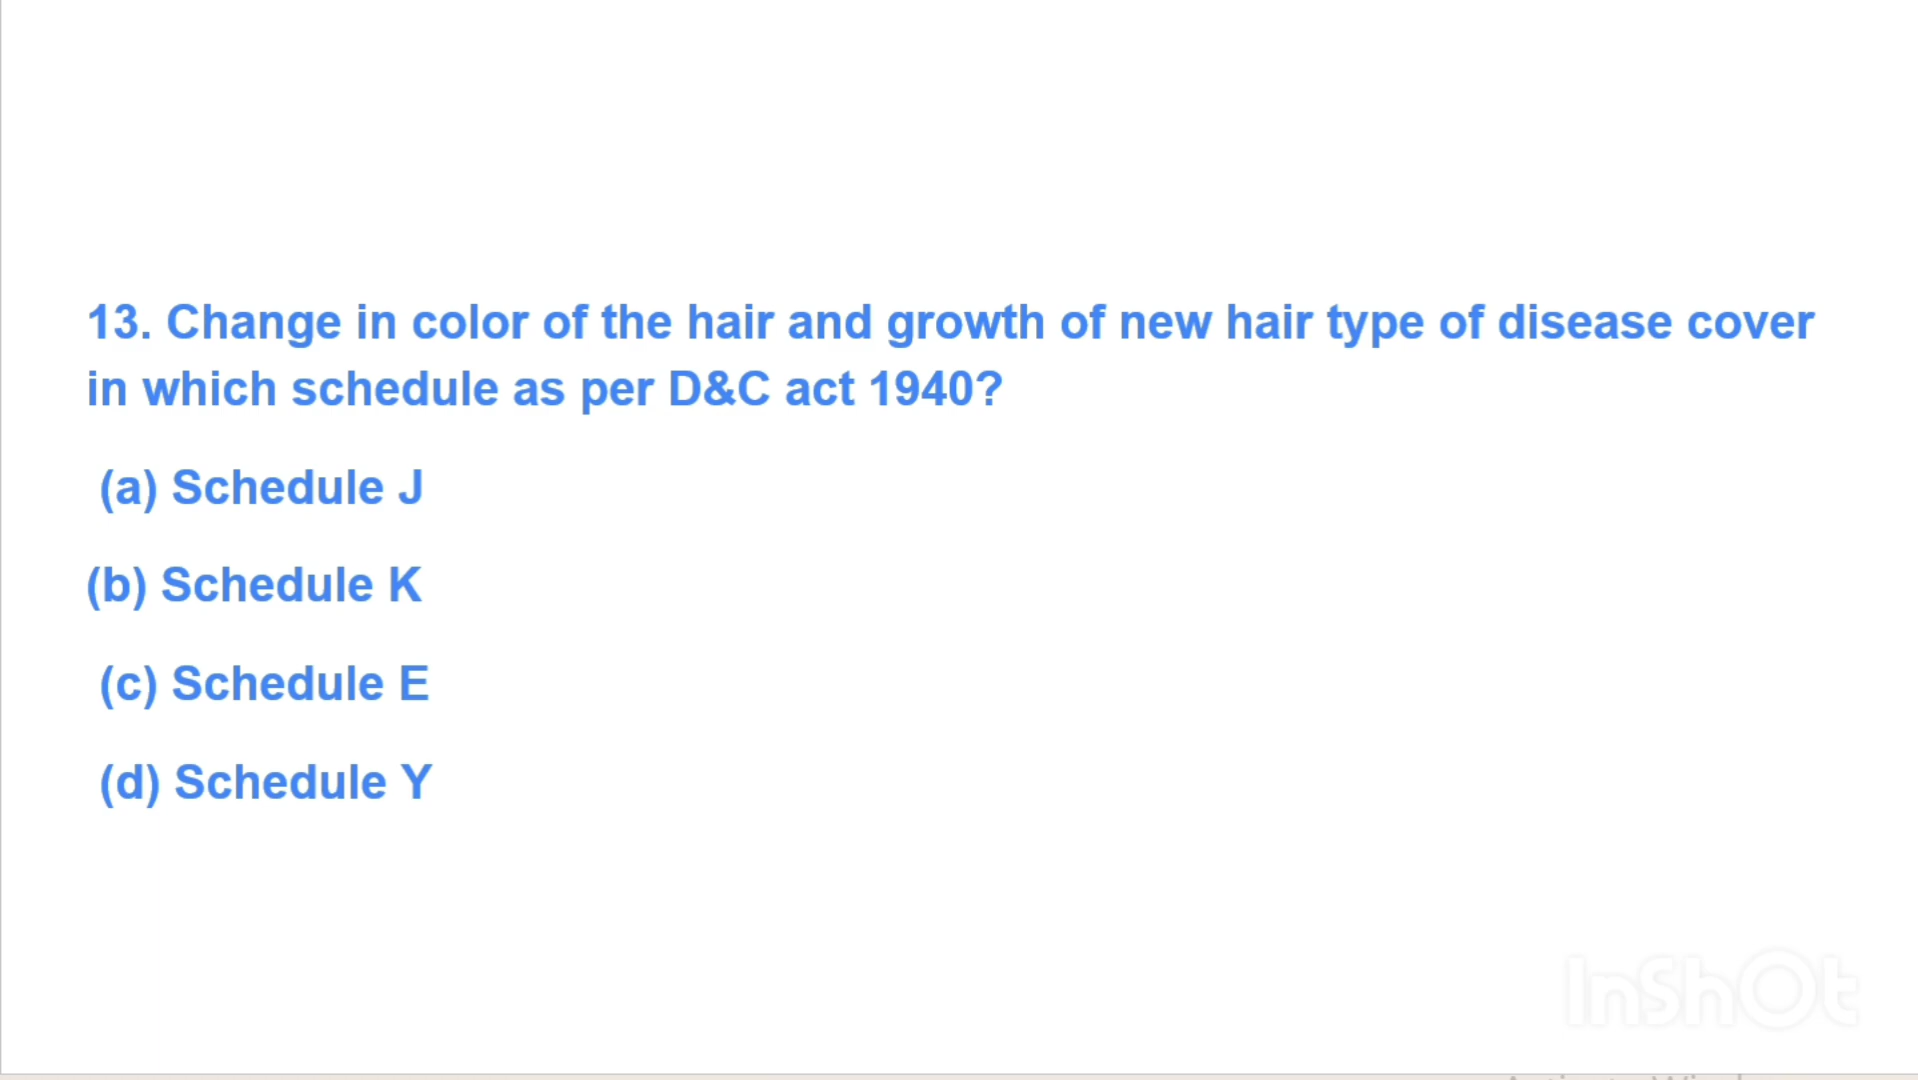 13. Change in color of the hair and growth of new hair type of disease cover
in which schedule as per D&C act 1940?
(a) Schedule J
(b) Schedule K
(c) Schedule E
(d) Schedule Y
InShOt